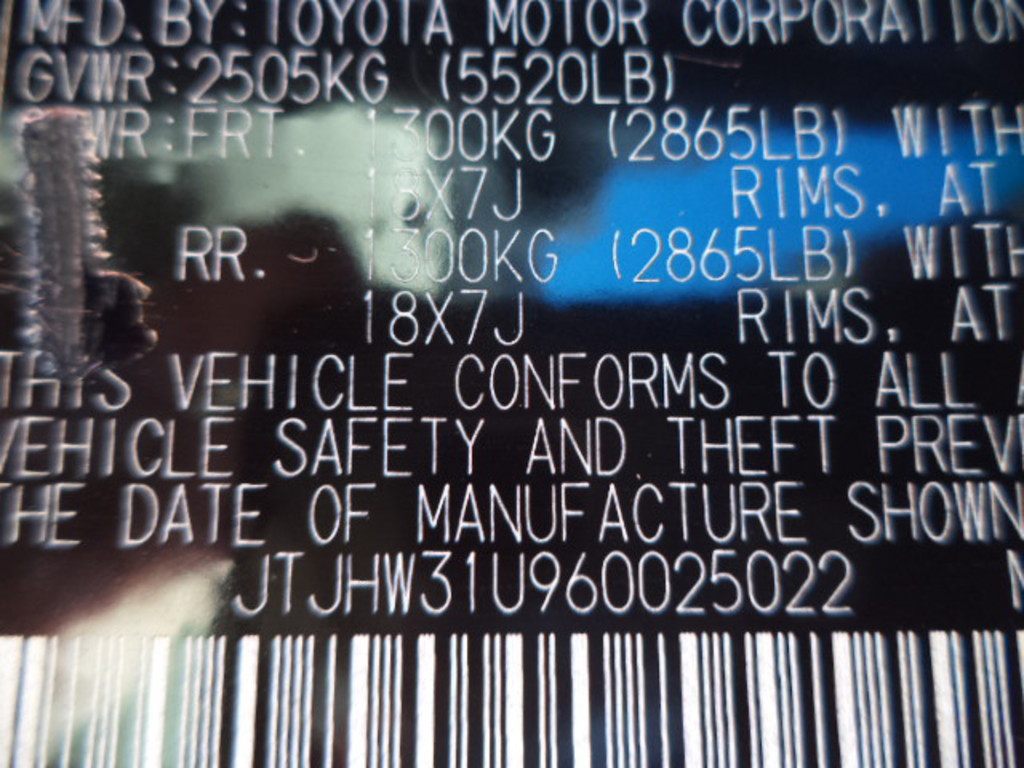 MFD. BY: TOYOTA MOTOR CORPORATION
GVWR: 2505KG (5520LB)
WR: FRT. 1300KG (2865LB) WITH
18X7J RIMS, AT
RR. 1300KG (2865LB) WITH
18X7J RIMS, AT
THIS VEHICLE CONFORMS TO ALL
VEHICLE SAFETY AND THEFT PREV
THE DATE OF MANUFACTURE SHOWN
JTJHW31U960025022